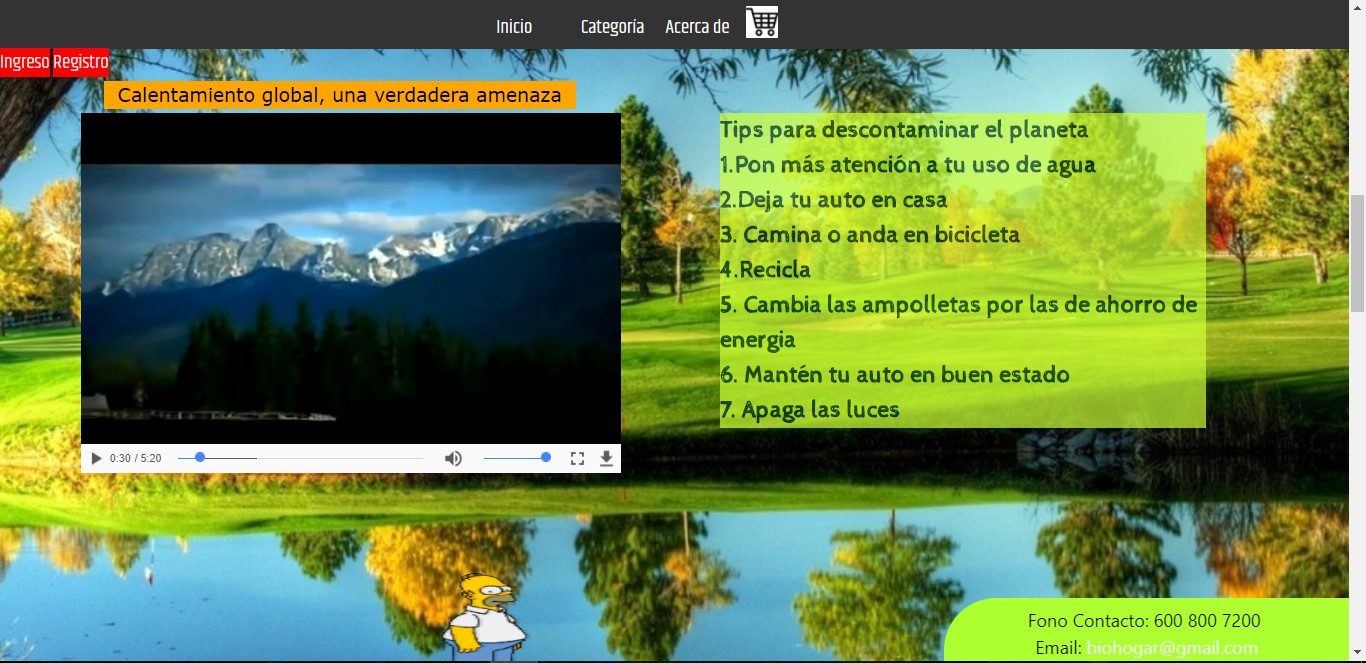 Inicio Categoría Acerca de
Ingreso Registro
Calentamiento global, una verdadera amenaza
Tips para descontaminar el planeta
1.Pon más atención a tu uso de agua
2.Deja tu auto en casa
3. Camina o anda en bicicleta
4.Recicla
5. Cambia las ampolletas por las de ahorro de
energia
6. Mantén tu auto en buen estado
7. Apaga las luces
0:30 / 5:20
Fono Contacto: 600 800 7200
Email: biohogar@gmail.com